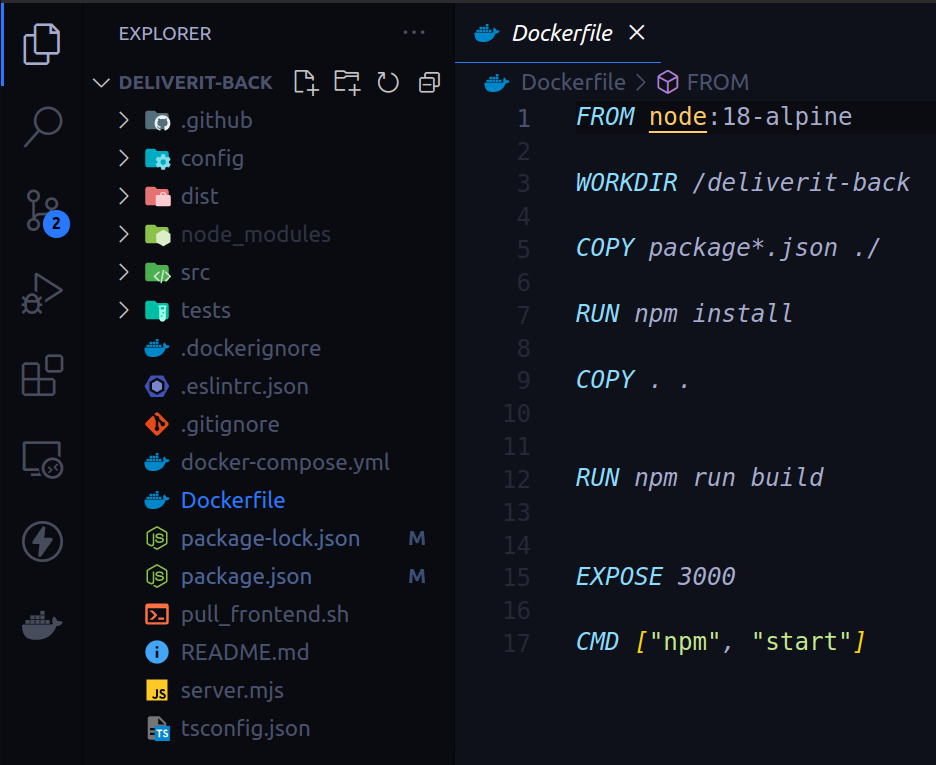 EXPLORER
DELIVERIT-BACK
.github
config
dist
node_modules
src
tests
.dockerignore
.eslintrc.json
.gitignore
docker-compose.yml
Dockerfile
package-lock.json M
package.json M
pull_frontend.sh
README.md
server.mjs
tsconfig.json
2
Dockerfile
Dockerfile > FROM
1 FROM node:18-alpine
2
3 WORKDIR /deliverit-back
4
5 COPY package*.json ./
6
7 RUN npm install
8
9 COPY . .
10
11
12 RUN npm run build
13
14
15 EXPOSE 3000
16
17 CMD ["npm", "start"]